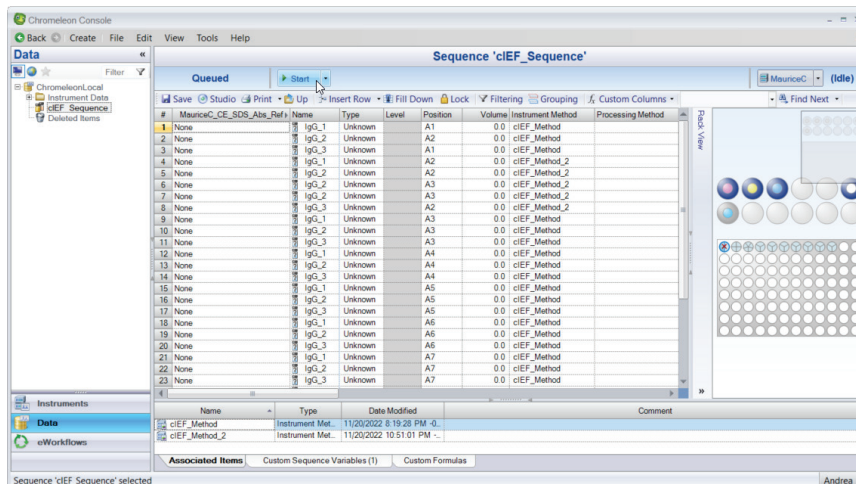 Chromeleon Console
Back Create File Edit View Tools Help
Data «
Sequence 'cIEF_Sequence'
Filter
Queued Start MauriceC (Idle)
ChromeleonLocal
Instrument Data
cIEF_Sequence
Deleted Items
Save Studio Print Up Insert Row Fill Down Lock Filtering Grouping Custom Columns Find Next
# MauriceC_CE_SDS_Abs_Ref Name Type Level Position Volume Instrument Method Processing Method
1 None IgG_1 Unknown A1 0.0 cIEF_Method
2 None IgG_2 Unknown A2 0.0 cIEF_Method
3 None IgG_3 Unknown A1 0.0 cIEF_Method
4 None IgG_1 Unknown A2 0.0 cIEF_Method_2
5 None IgG_2 Unknown A2 0.0 cIEF_Method_2
6 None IgG_2 Unknown A3 0.0 cIEF_Method_2
7 None IgG_2 Unknown A3 0.0 cIEF_Method_2
8 None IgG_3 Unknown A2 0.0 cIEF_Method_2
9 None IgG_1 Unknown A3 0.0 cIEF_Method
10 None IgG_2 Unknown A3 0.0 cIEF_Method
11 None IgG_3 Unknown A3 0.0 cIEF_Method
12 None IgG_1 Unknown A4 0.0 cIEF_Method
13 None IgG_2 Unknown A4 0.0 cIEF_Method
14 None IgG_3 Unknown A4 0.0 cIEF_Method
15 None IgG_1 Unknown A5 0.0 cIEF_Method
16 None IgG_2 Unknown A5 0.0 cIEF_Method
17 None IgG_3 Unknown A5 0.0 cIEF_Method
18 None IgG_1 Unknown A6 0.0 cIEF_Method
19 None IgG_2 Unknown A6 0.0 cIEF_Method
20 None IgG_3 Unknown A6 0.0 cIEF_Method
21 None IgG_1 Unknown A7 0.0 cIEF_Method
22 None IgG_2 Unknown A7 0.0 cIEF_Method
23 None IgG_3 Unknown A7 0.0 cIEF_Method
Rack View
»
Instruments
Data
eWorkflows
Name Type Date Modified Comment
cIEF_Method Instrument Met... 11/20/2022 8:19:28 PM -0...
cIEF_Method_2 Instrument Met... 11/20/2022 10:51:01 PM -...
Associated Items Custom Sequence Variables (1) Custom Formulas
Sequence 'cIEF_Sequence' selected Andrea